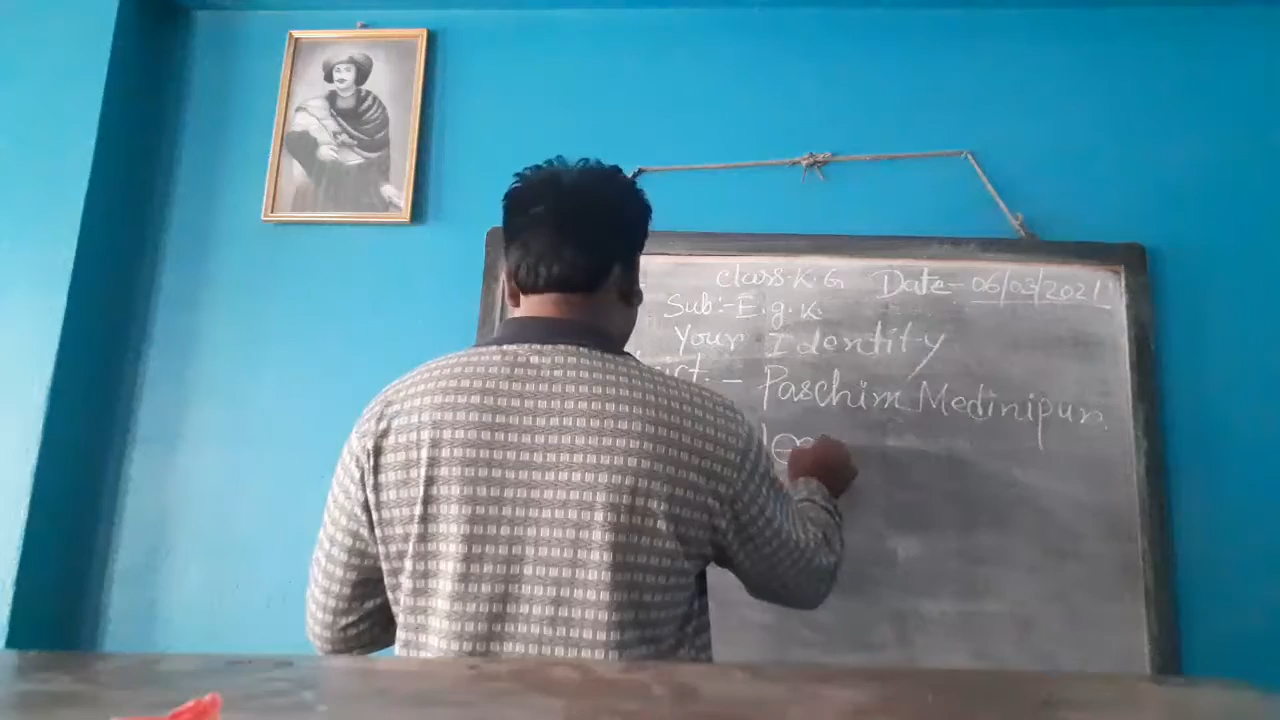 Class-K.G Date-06/03/2021
Sub:-E.g.K.
Your Identity
Paschim Medinipur.